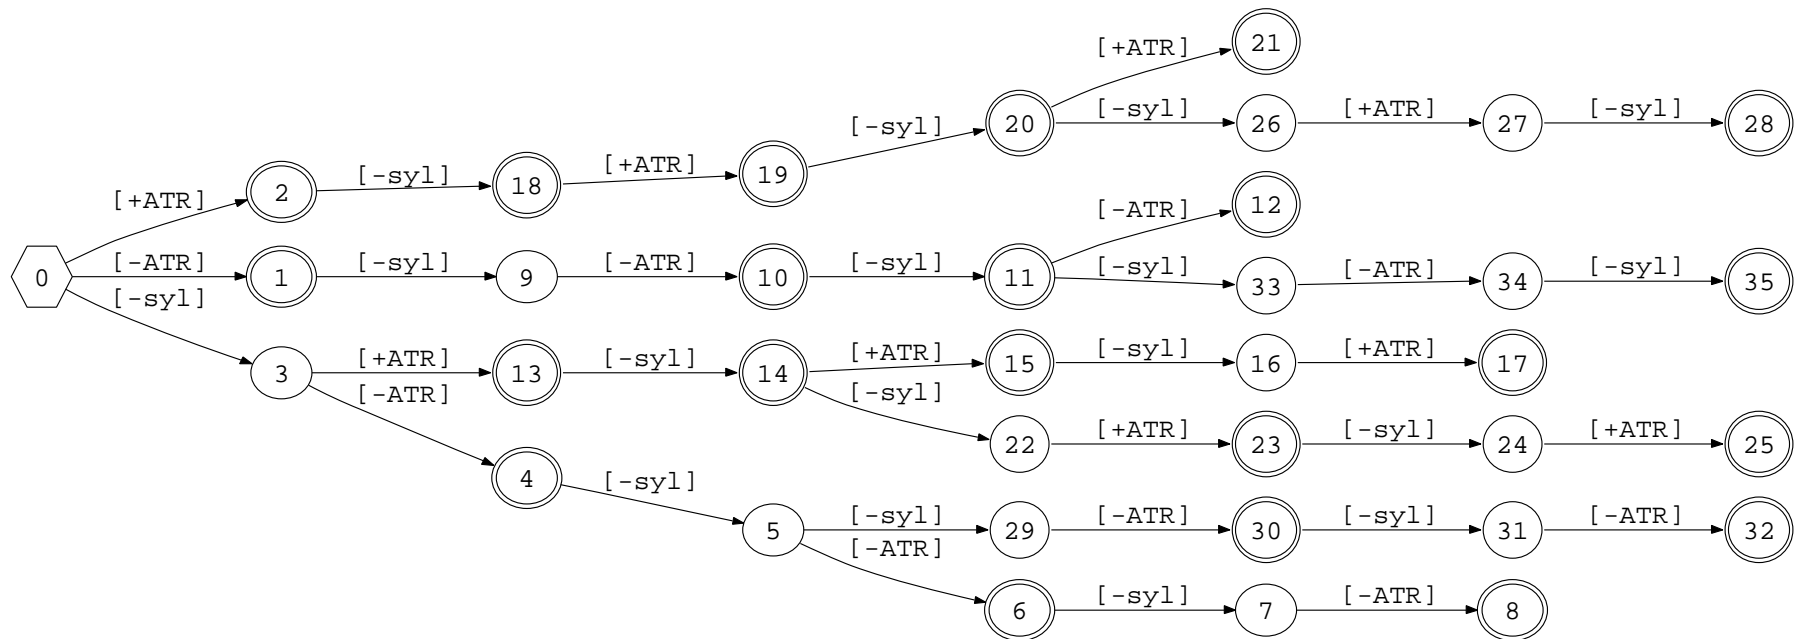 [+ATR] 21
20 [-syl] 26 [+ATR] 27 [-syl] 28
[-syl]
[+ATR] 19
2 [-syl] 18
[+ATR]
[-ATR] 12
0 [-ATR] 1 [-syl] 9 [-ATR] 10 [-syl] 11 [-syl] 33 [-ATR] 34 [-syl] 35
[-syl]
3 [+ATR] 13 [-syl] 14 [+ATR] 15 [-syl] 16 [+ATR] 17
[-ATR] [-syl]
22 [+ATR] 23 [-syl] 24 [+ATR] 25
4 [-syl]
5 [-syl] 29 [-ATR] 30 [-syl] 31 [-ATR] 32
[-ATR]
6 [-syl] 7 [-ATR] 8